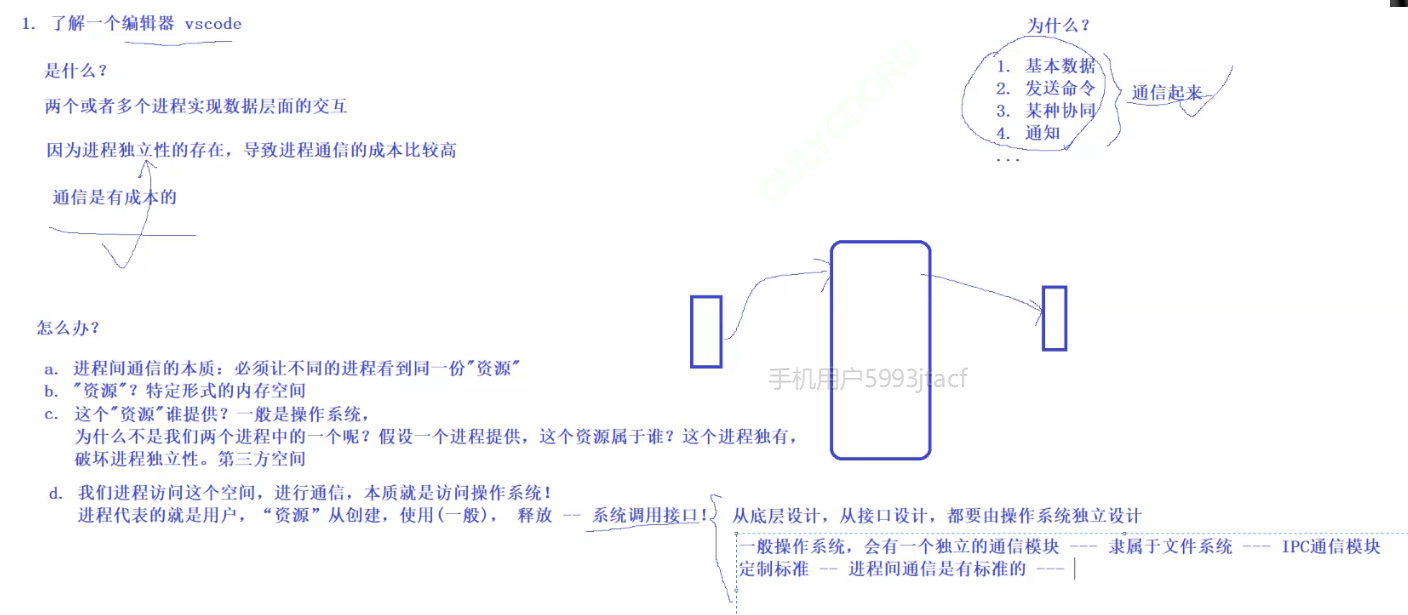 1. 了解一个编辑器 vscode
是什么?
两个或者多个进程实现数据层面的交互
因为进程独立性的存在,导致进程通信的成本比较高
通信是有成本的
为什么?
1. 基本数据
2. 发送命令
3. 某种协同
4. 通知
...
通信起来
CULYCDORU
怎么办?
a. 进程间通信的本质:必须让不同的进程看到同一份"资源"
b. "资源"?特定形式的内存空间
c. 这个"资源"谁提供?一般是操作系统,
为什么不是我们两个进程中的一个呢?假设一个进程提供,这个资源属于谁?这个进程独有,
破坏进程独立性。第三方空间
d. 我们进程访问这个空间,进行通信,本质就是访问操作系统!
进程代表的就是用户,“资源”从创建,使用(一般), 释放 -- 系统调用接口!
从底层设计,从接口设计,都要由操作系统独立设计
一般操作系统,会有一个独立的通信模块 --- 隶属于文件系统 --- IPC通信模块
定制标准 -- 进程间通信是有标准的 ---
手机用户5993jtacf